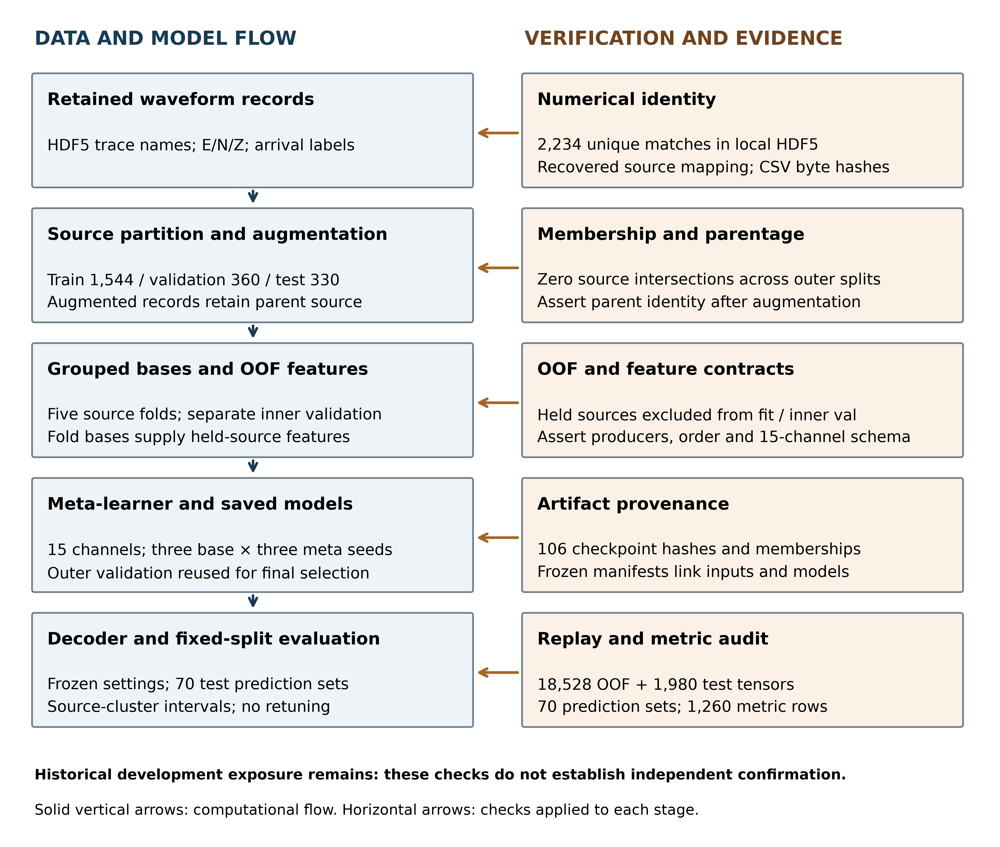 DATA AND MODEL FLOW
VERIFICATION AND EVIDENCE
Retained waveform records
HDF5 trace names; E/N/Z; arrival labels
Numerical identity
2,234 unique matches in local HDF5
Recovered source mapping; CSV byte hashes
Source partition and augmentation
Train 1,544 / validation 360 / test 330
Augmented records retain parent source
Membership and parentage
Zero source intersections across outer splits
Assert parent identity after augmentation
Grouped bases and OOF features
Five source folds; separate inner validation
Fold bases supply held-source features
OOF and feature contracts
Held sources excluded from fit / inner val
Assert producers, order and 15-channel schema
Meta-learner and saved models
15 channels; three base × three meta seeds
Outer validation reused for final selection
Artifact provenance
106 checkpoint hashes and memberships
Frozen manifests link inputs and models
Decoder and fixed-split evaluation
Frozen settings; 70 test prediction sets
Source-cluster intervals; no retuning
Replay and metric audit
18,528 OOF + 1,980 test tensors
70 prediction sets; 1,260 metric rows
Historical development exposure remains: these checks do not establish independent confirmation.
Solid vertical arrows: computational flow. Horizontal arrows: checks applied to each stage.